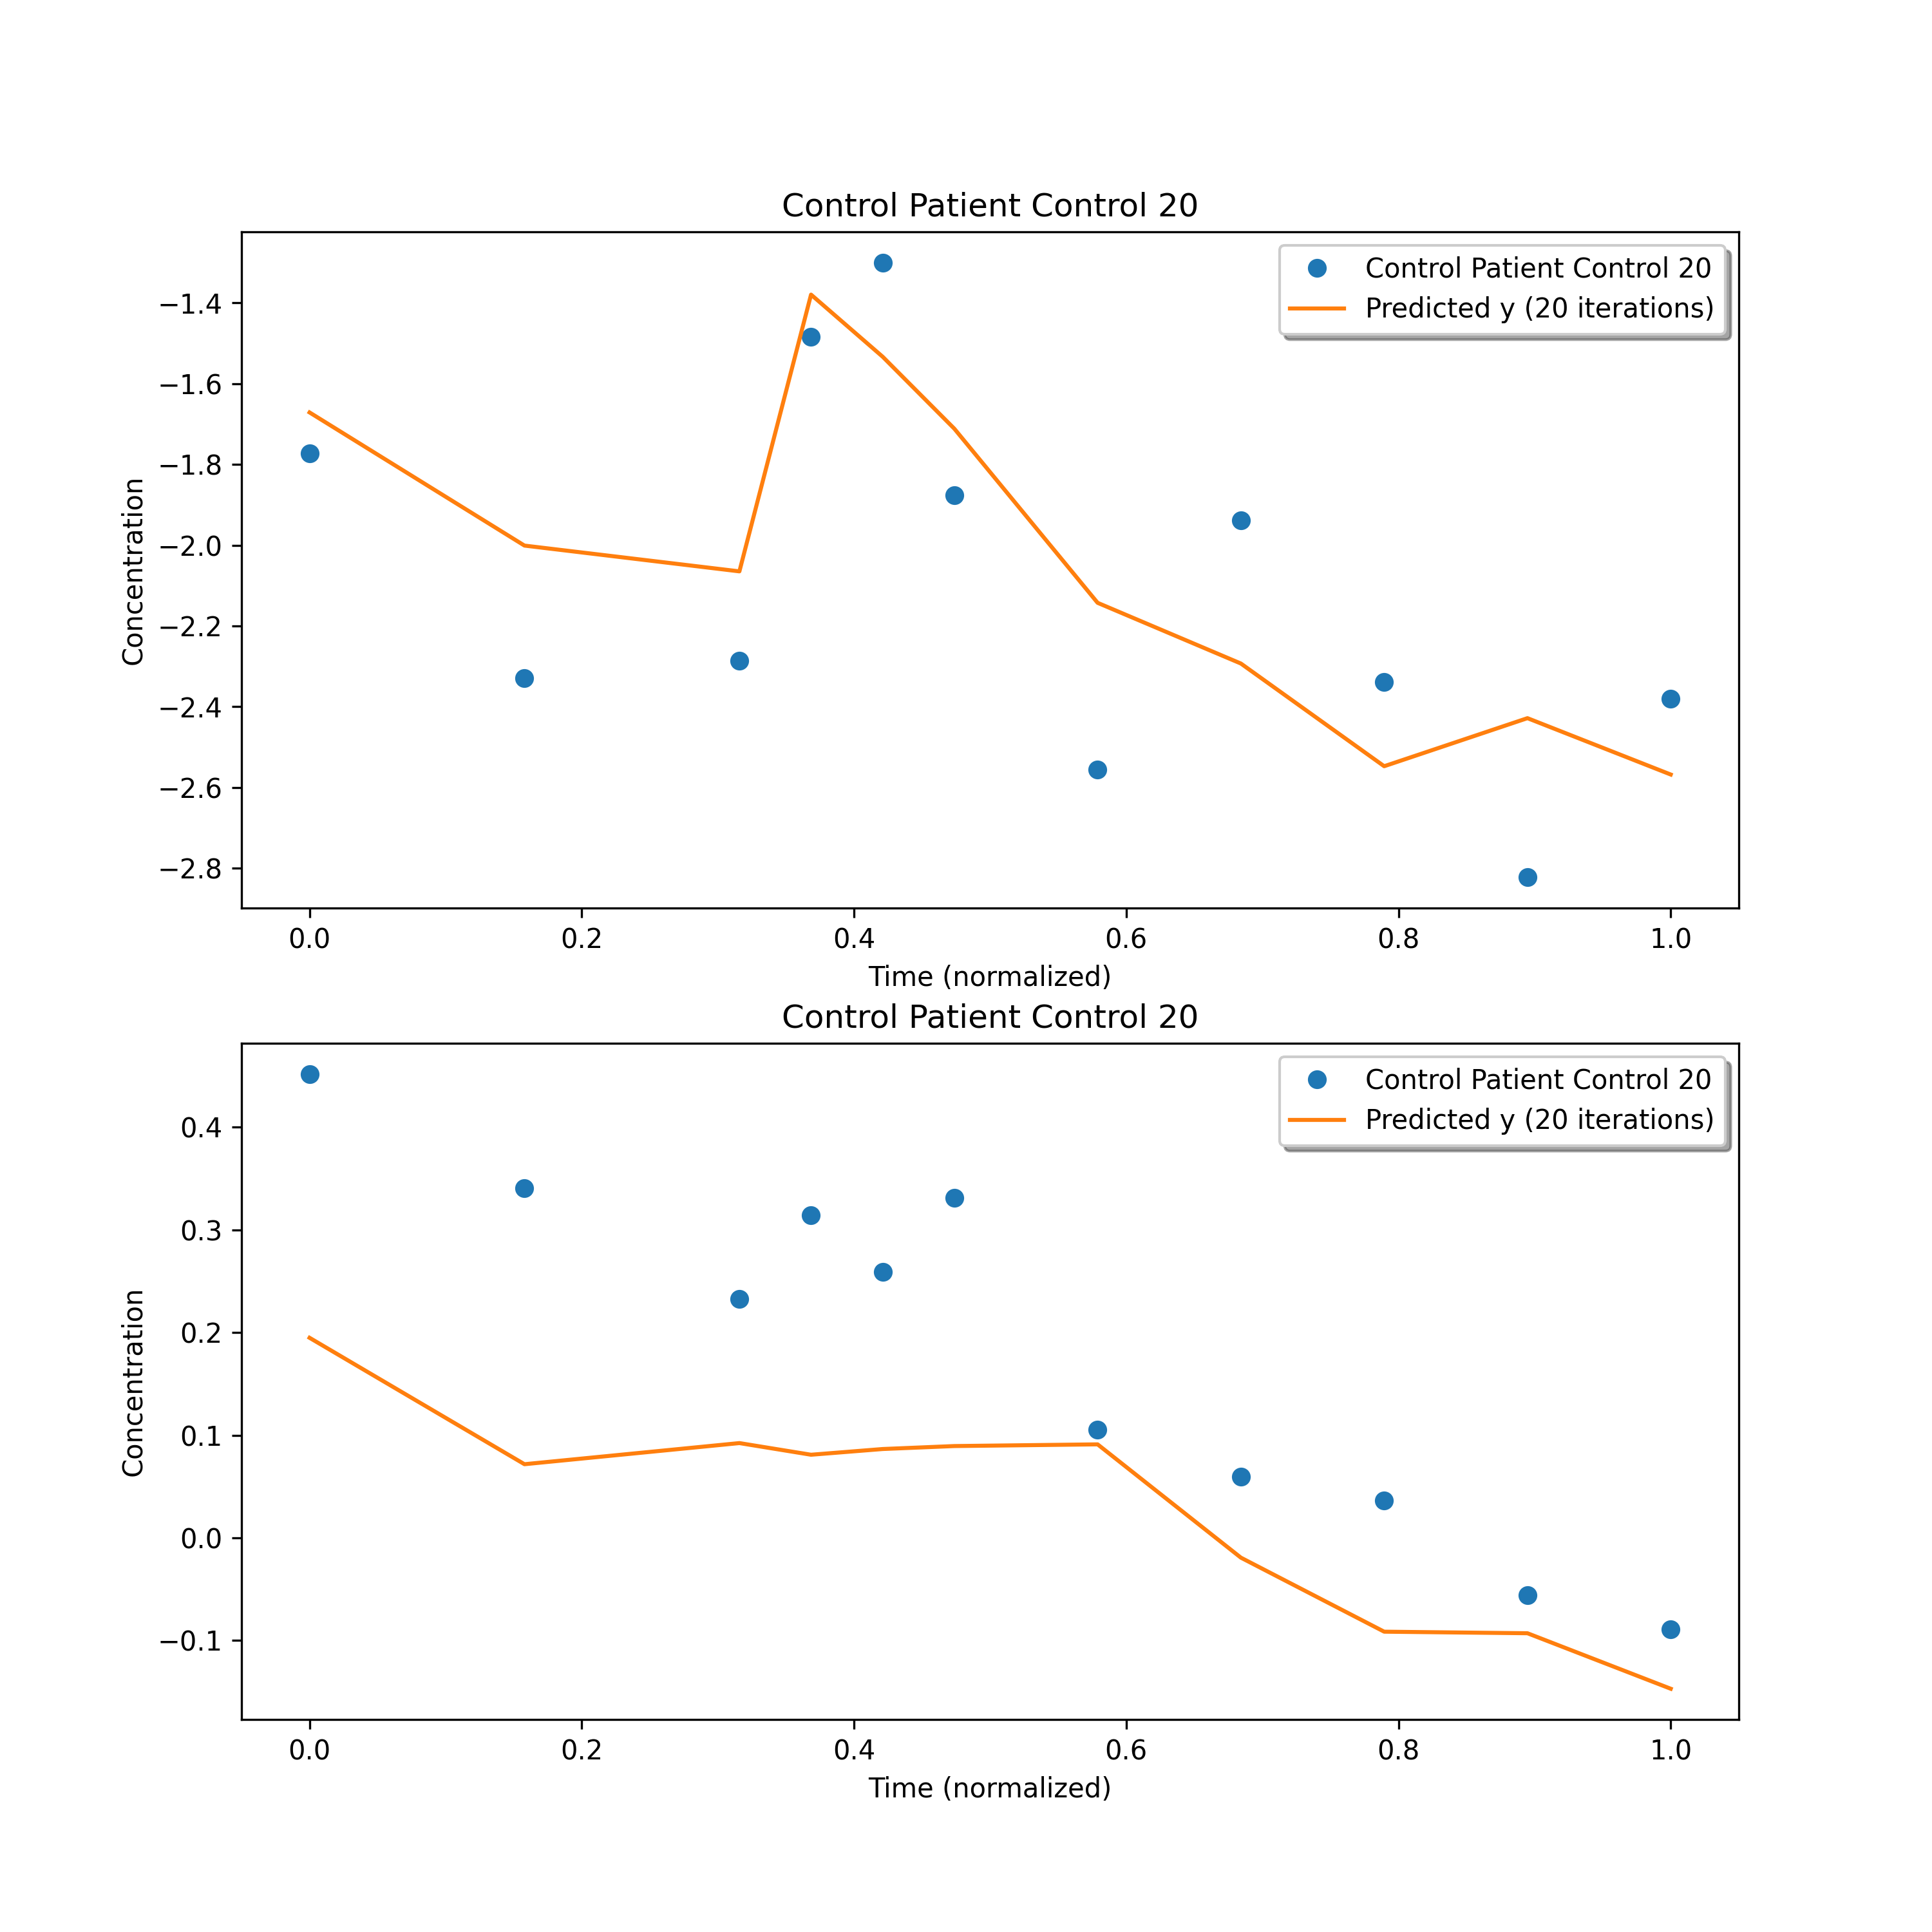 Control Patient Control 20
Control Patient Control 20
Predicted y (20 iterations)
−1.4
−1.6
−1.8
−2.0
−2.2
−2.4
−2.6
−2.8
Concentration
0.0 0.2 0.4 0.6 0.8 1.0
Time (normalized)
Control Patient Control 20
Control Patient Control 20
Predicted y (20 iterations)
0.4
0.3
0.2
0.1
0.0
−0.1
Concentration
0.0 0.2 0.4 0.6 0.8 1.0
Time (normalized)